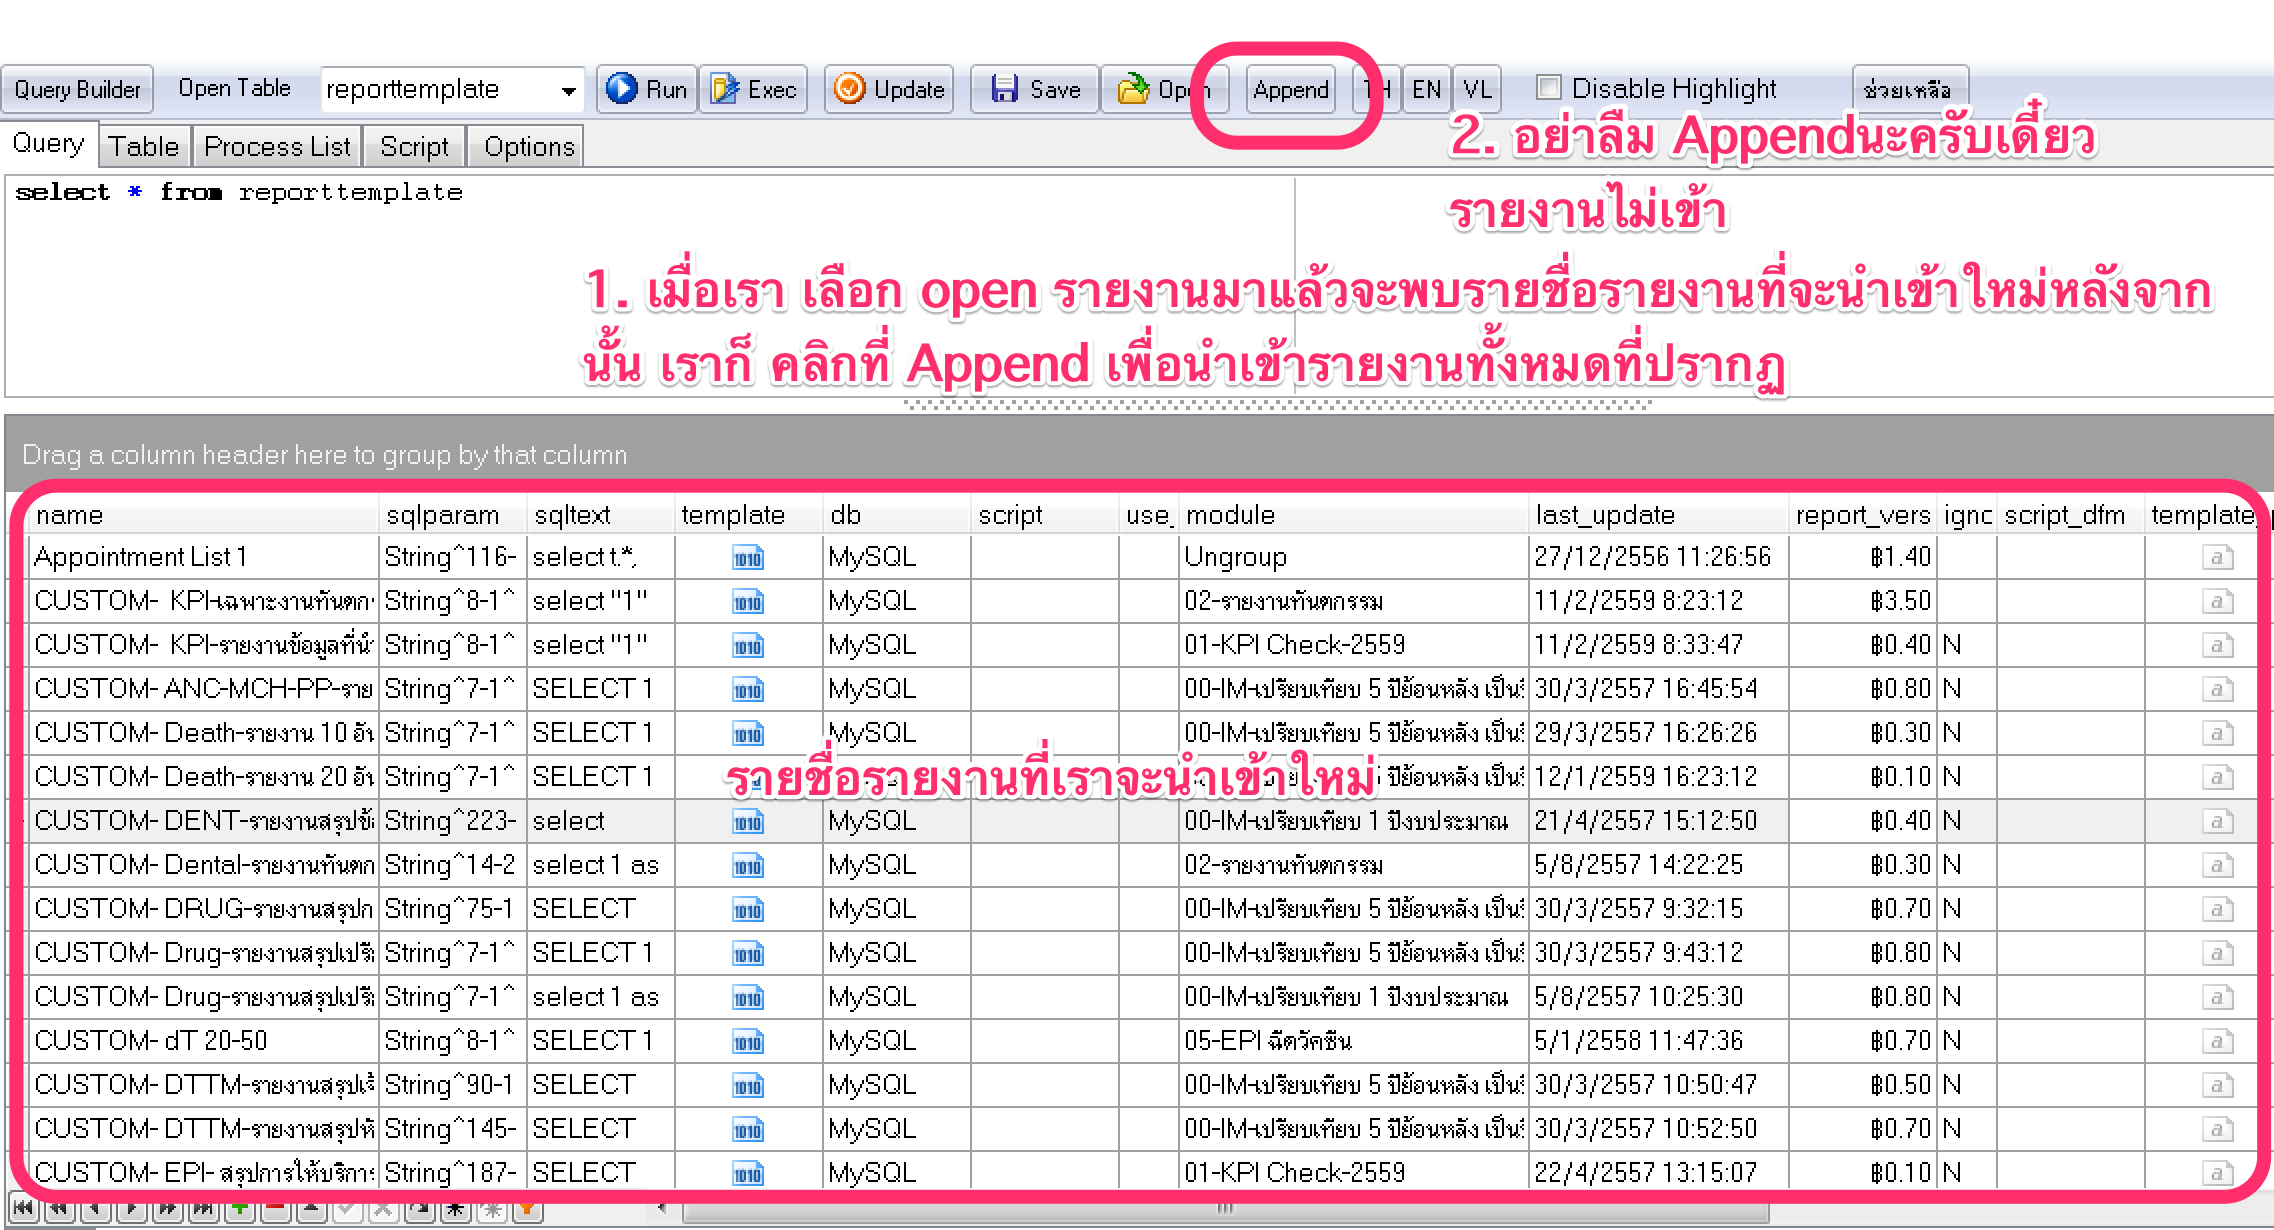 Query Builder Open Table reporttemplate Run Exec Update Save Open Append TH EN VL Disable Highlight ช่วยเหลือ
Query Table Process List Script Options
select * from reporttemplate
2. อย่าลืม Appendนะครับเดี๋ยว
รายงานไม่เข้า
1. เมื่อเรา เลือก open รายงานมาแล้วจะพบรายชื่อรายงานที่จะนำเข้าใหม่หลังจาก
นั้น เราก็ คลิกที่ Append เพื่อนำเข้ารายงานทั้งหมดที่ปรากฏ
Drag a column header here to group by that column
name sqlparam sqltext template db script use_ module last_update report_vers igno script_dfm template_
Appointment List 1 String^116- select t.*, MySQL Ungroup 27/12/2556 11:26:56 ฿1.40
CUSTOM- KPI-เฉพาะงานทันตก String^8-1^ select "1" MySQL 02-รายงานทันตกรรม 11/2/2559 8:23:12 ฿3.50
CUSTOM- KPI-รายงานข้อมูลที่นำ String^8-1^ select "1" MySQL 01-KPI Check-2559 11/2/2559 8:33:47 ฿0.40 N
CUSTOM- ANC-MCH-PP-ราย String^7-1^ SELECT 1 MySQL 00-IM-เปรียบเทียบ 5 ปีย้อนหลัง เป็น 30/3/2557 16:45:54 ฿0.80 N
CUSTOM- Death-รายงาน 10 อัน String^7-1^ SELECT 1 MySQL 00-IM-เปรียบเทียบ 5 ปีย้อนหลัง เป็น 29/3/2557 16:26:26 ฿0.30 N
CUSTOM- Death-รายงาน 20 อัน String^7-1^ SELECT 1 5 ปีย้อนหลัง เป็น 12/1/2559 16:23:12 ฿0.10 N
รายชื่อรายงานที่เราจะนำเข้าใหม่
CUSTOM- DENT-รายงานสรุปข้ String^223- select MySQL 00-IM-เปรียบเทียบ 1 ปีงบประมาณ 21/4/2557 15:12:50 ฿0.40 N
CUSTOM- Dental-รายงานทันตก String^14-2 select 1 as MySQL 02-รายงานทันตกรรม 5/8/2557 14:22:25 ฿0.30 N
CUSTOM- DRUG-รายงานสรุปก String^75-1 SELECT MySQL 00-IM-เปรียบเทียบ 5 ปีย้อนหลัง เป็น 30/3/2557 9:32:15 ฿0.70 N
CUSTOM- Drug-รายงานสรุปเปรี String^7-1^ SELECT 1 MySQL 00-IM-เปรียบเทียบ 5 ปีย้อนหลัง เป็น 30/3/2557 9:43:12 ฿0.80 N
CUSTOM- Drug-รายงานสรุปเปรี String^7-1^ select 1 as MySQL 00-IM-เปรียบเทียบ 1 ปีงบประมาณ 5/8/2557 10:25:30 ฿0.80 N
CUSTOM- dT 20-50 String^8-1^ SELECT 1 MySQL 05-EPI ฉีดวัคซีน 5/1/2558 11:47:36 ฿0.70 N
CUSTOM- DTTM-รายงานสรุปเจ้ String^90-1 SELECT MySQL 00-IM-เปรียบเทียบ 5 ปีย้อนหลัง เป็น 30/3/2557 10:50:47 ฿0.50 N
CUSTOM- DTTM-รายงานสรุปหั String^145- SELECT MySQL 00-IM-เปรียบเทียบ 5 ปีย้อนหลัง เป็น 30/3/2557 10:52:50 ฿0.70 N
CUSTOM- EPI- สรุปการให้บริการ String^187- SELECT MySQL 01-KPI Check-2559 22/4/2557 13:15:07 ฿0.10 N